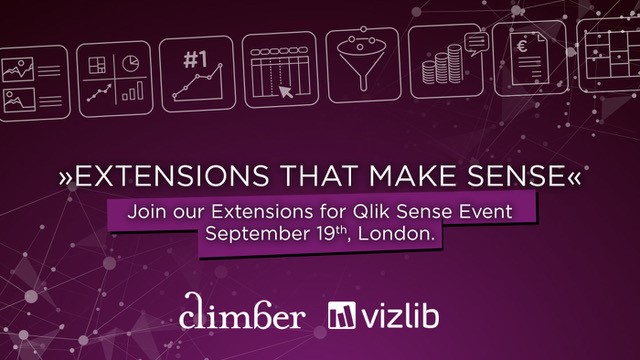 #1
€
»EXTENSIONS THAT MAKE SENSE«
Join our Extensions for Qlik Sense Event
September 19th, London.
climber vizlib